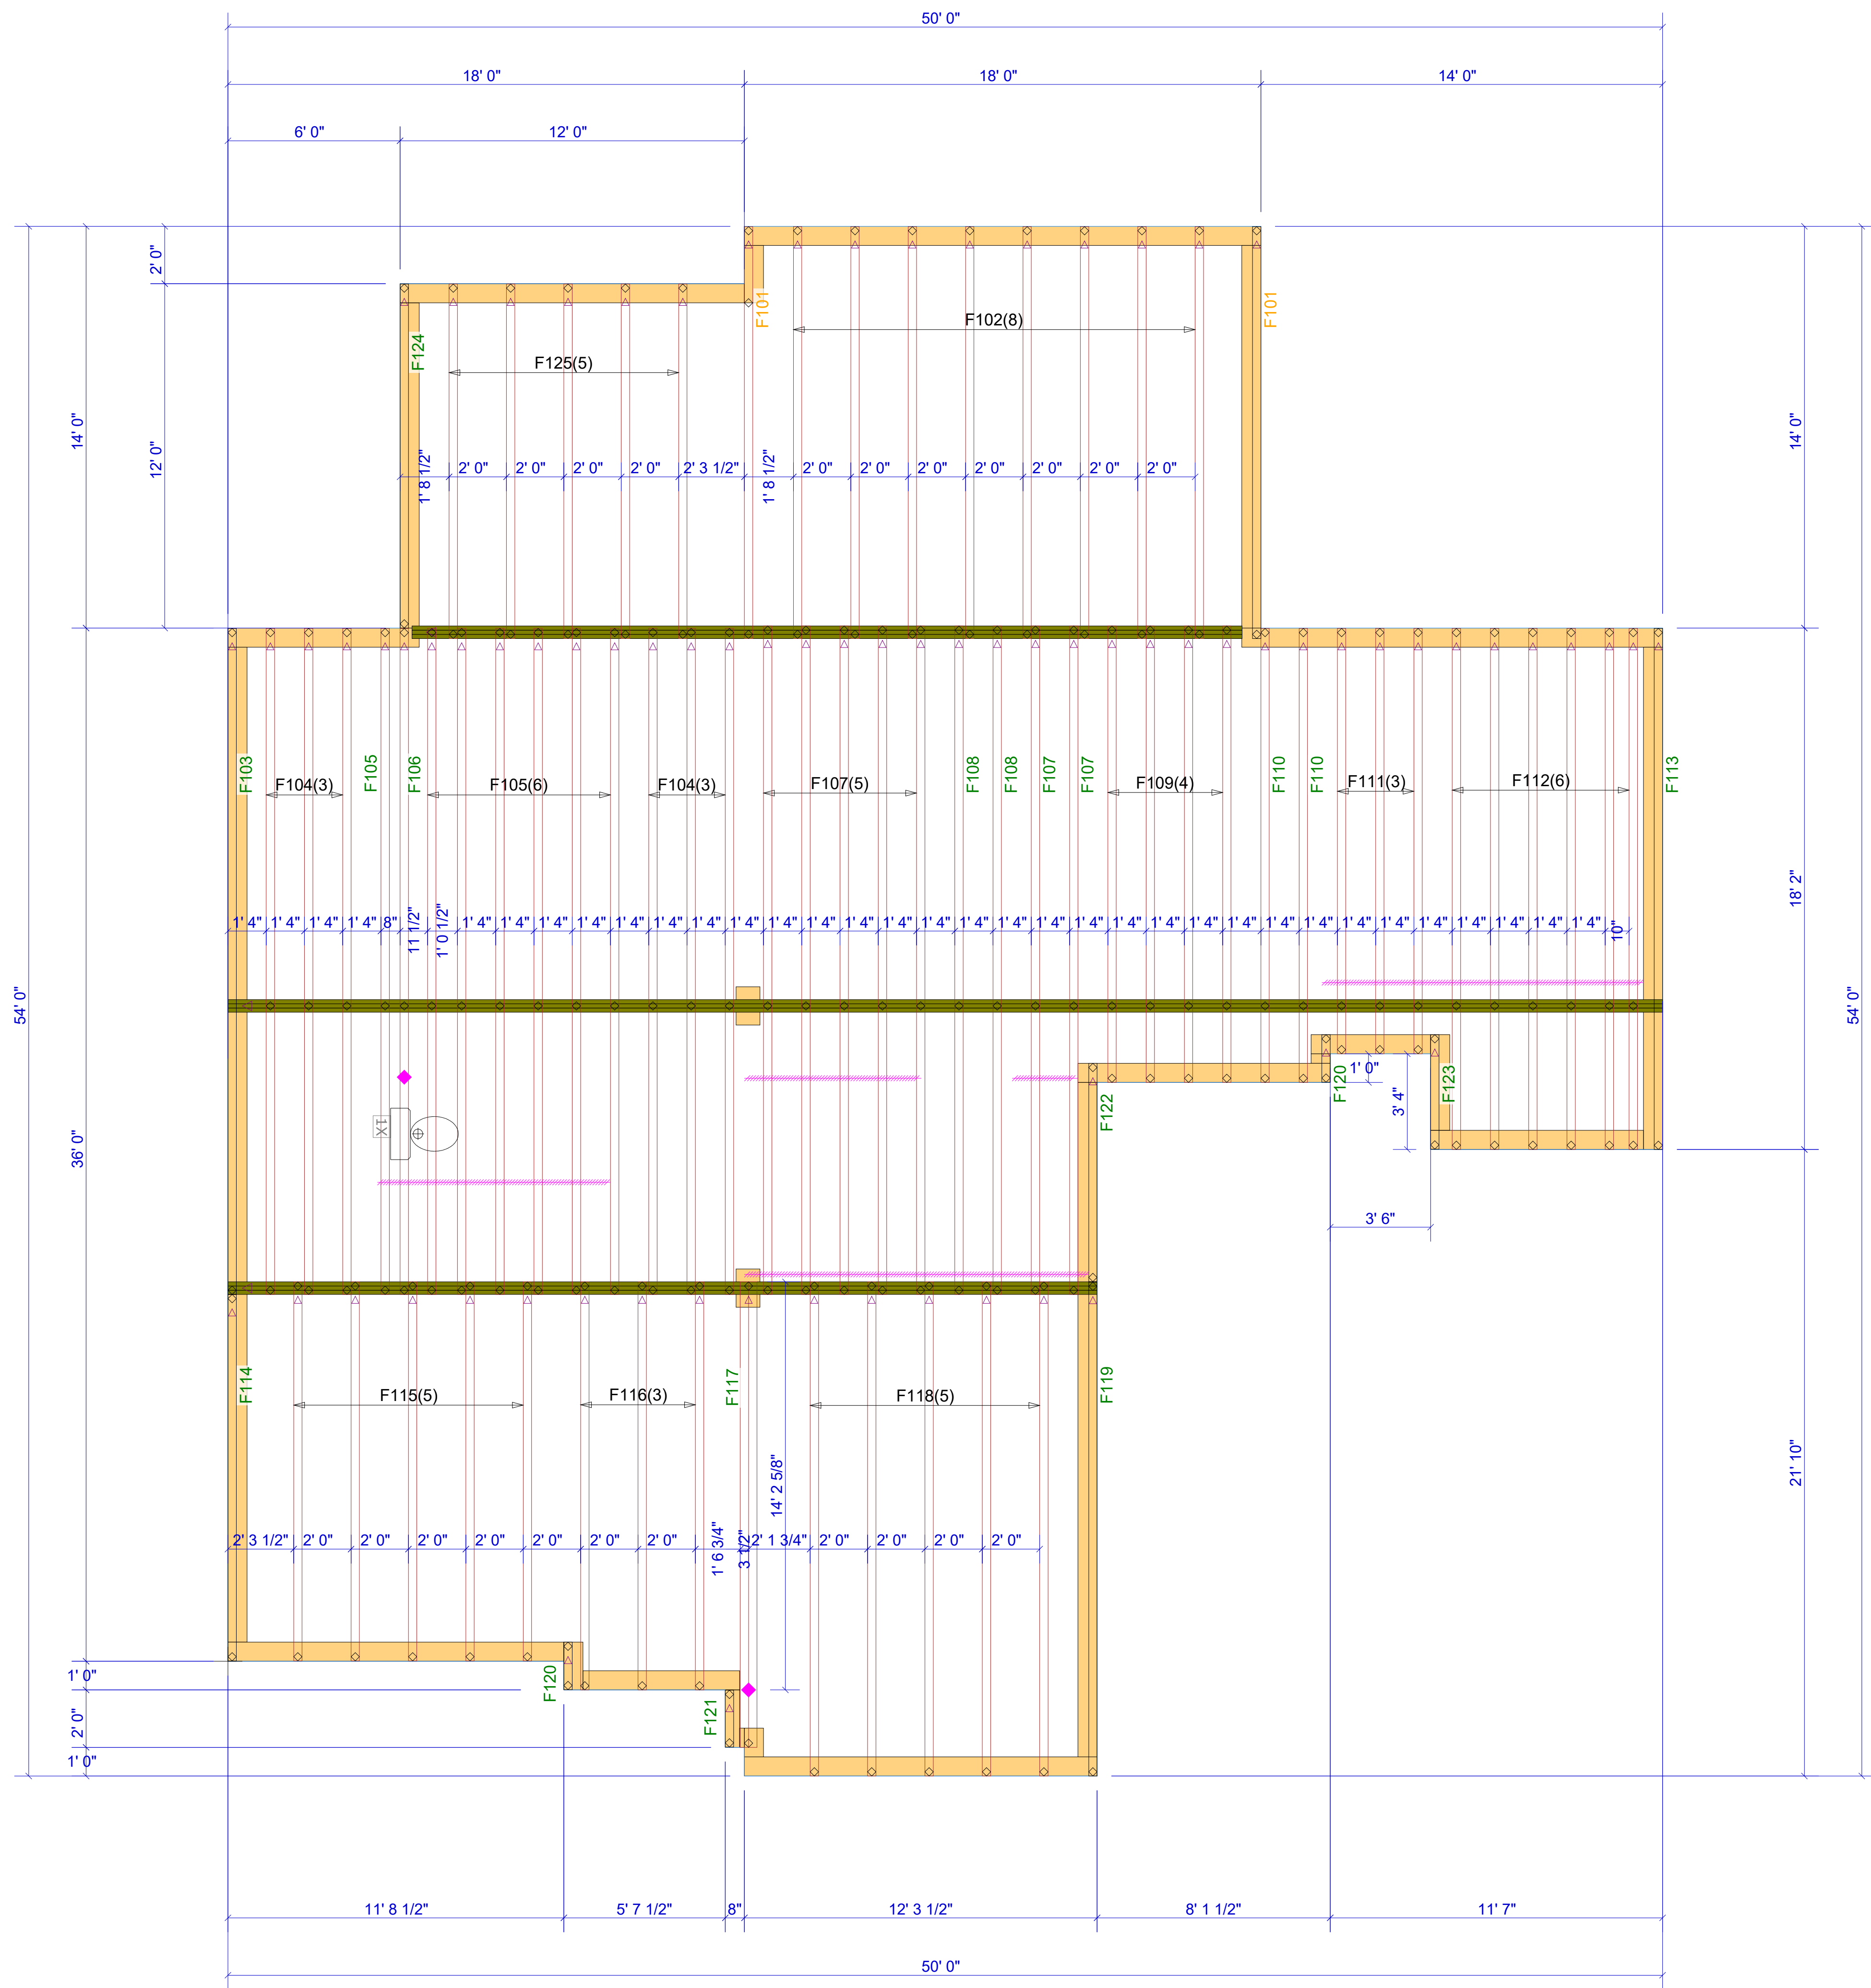 50' 0"
18' 0" 18' 0" 14' 0"
6' 0" 12' 0"
2' 0"
F101 F101
F102(8)
F124
F125(5)
14' 0" 12' 0" 14' 0"
1' 8 1/2" 2' 0" 2' 0" 2' 0" 2' 0" 2' 3 1/2" 1' 8 1/2" 2' 0" 2' 0" 2' 0" 2' 0" 2' 0" 2' 0" 2' 0"
F103 F104(3) F105 F106 F105(6) F104(3) F107(5) F108 F108 F107 F107 F109(4) F110 F110 F111(3) F112(6) F113
18' 2"
1' 4" 1' 4" 1' 4" 1' 4" 8" 11 1/2" 1' 0 1/2" 1' 4" 1' 4" 1' 4" 1' 4" 1' 4" 1' 4" 1' 4" 1' 4" 1' 4" 1' 4" 1' 4" 1' 4" 1' 4" 1' 4" 1' 4" 1' 4" 1' 4" 1' 4" 1' 4" 1' 4" 1' 4" 1' 4" 1' 4" 1' 4" 1' 4" 1' 4" 1' 4" 1' 4" 1' 4" 10"
54' 0" 54' 0"
1' 0"
F122 F120 3' 4" F123
36' 0" 1X
3' 6"
F114 F115(5) F116(3) F117 F118(5) F119
14' 2 5/8"
21' 10"
2' 3 1/2" 2' 0" 2' 0" 2' 0" 2' 0" 2' 0" 2' 0" 2' 0" 1' 6 3/4" 3 1/2" 2' 1 3/4" 2' 0" 2' 0" 2' 0" 2' 0"
1' 0" F120
2' 0" F121
1' 0"
11' 8 1/2" 5' 7 1/2" 8" 12' 3 1/2" 8' 1 1/2" 11' 7"
50' 0"